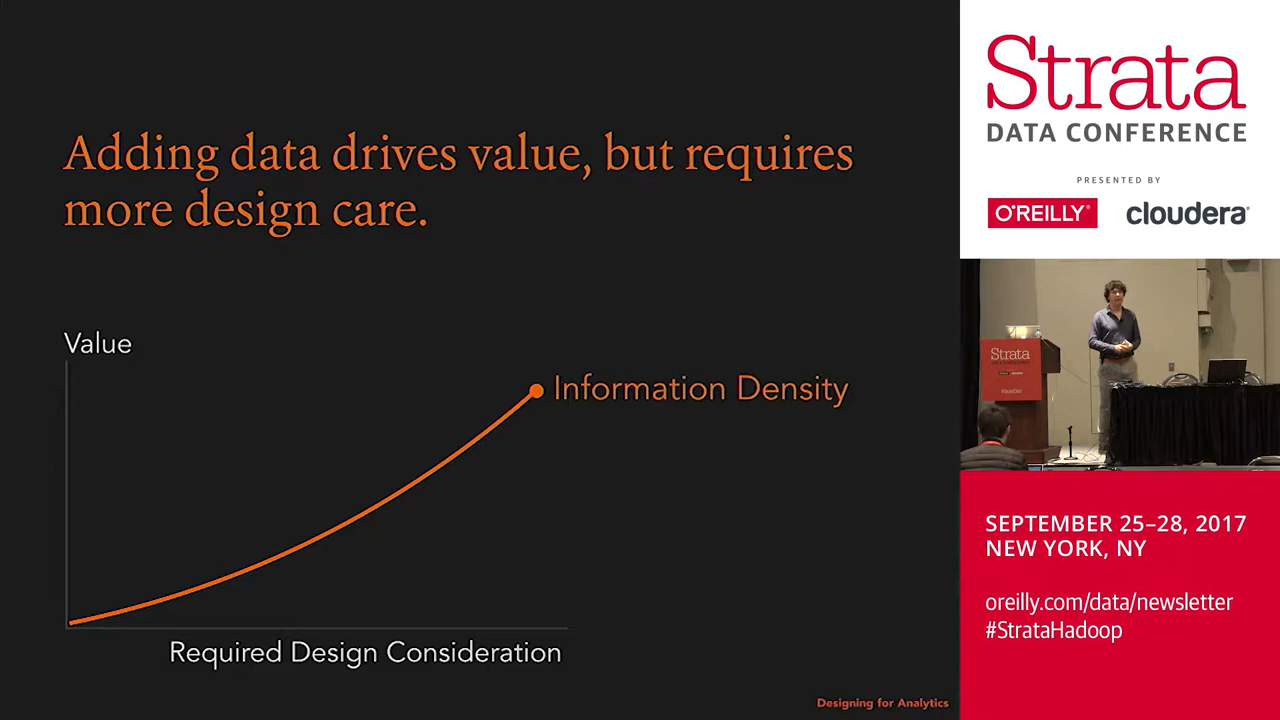 Adding data drives value, but requires
more design care.
Value
Information Density
Required Design Consideration
Designing for Analytics
Strata
DATA CONFERENCE
PRESENTED BY
O'REILLY®
cloudera®
Strata
SEPTEMBER 25–28, 2017
NEW YORK, NY
oreilly.com/data/newsletter
#StrataHadoop